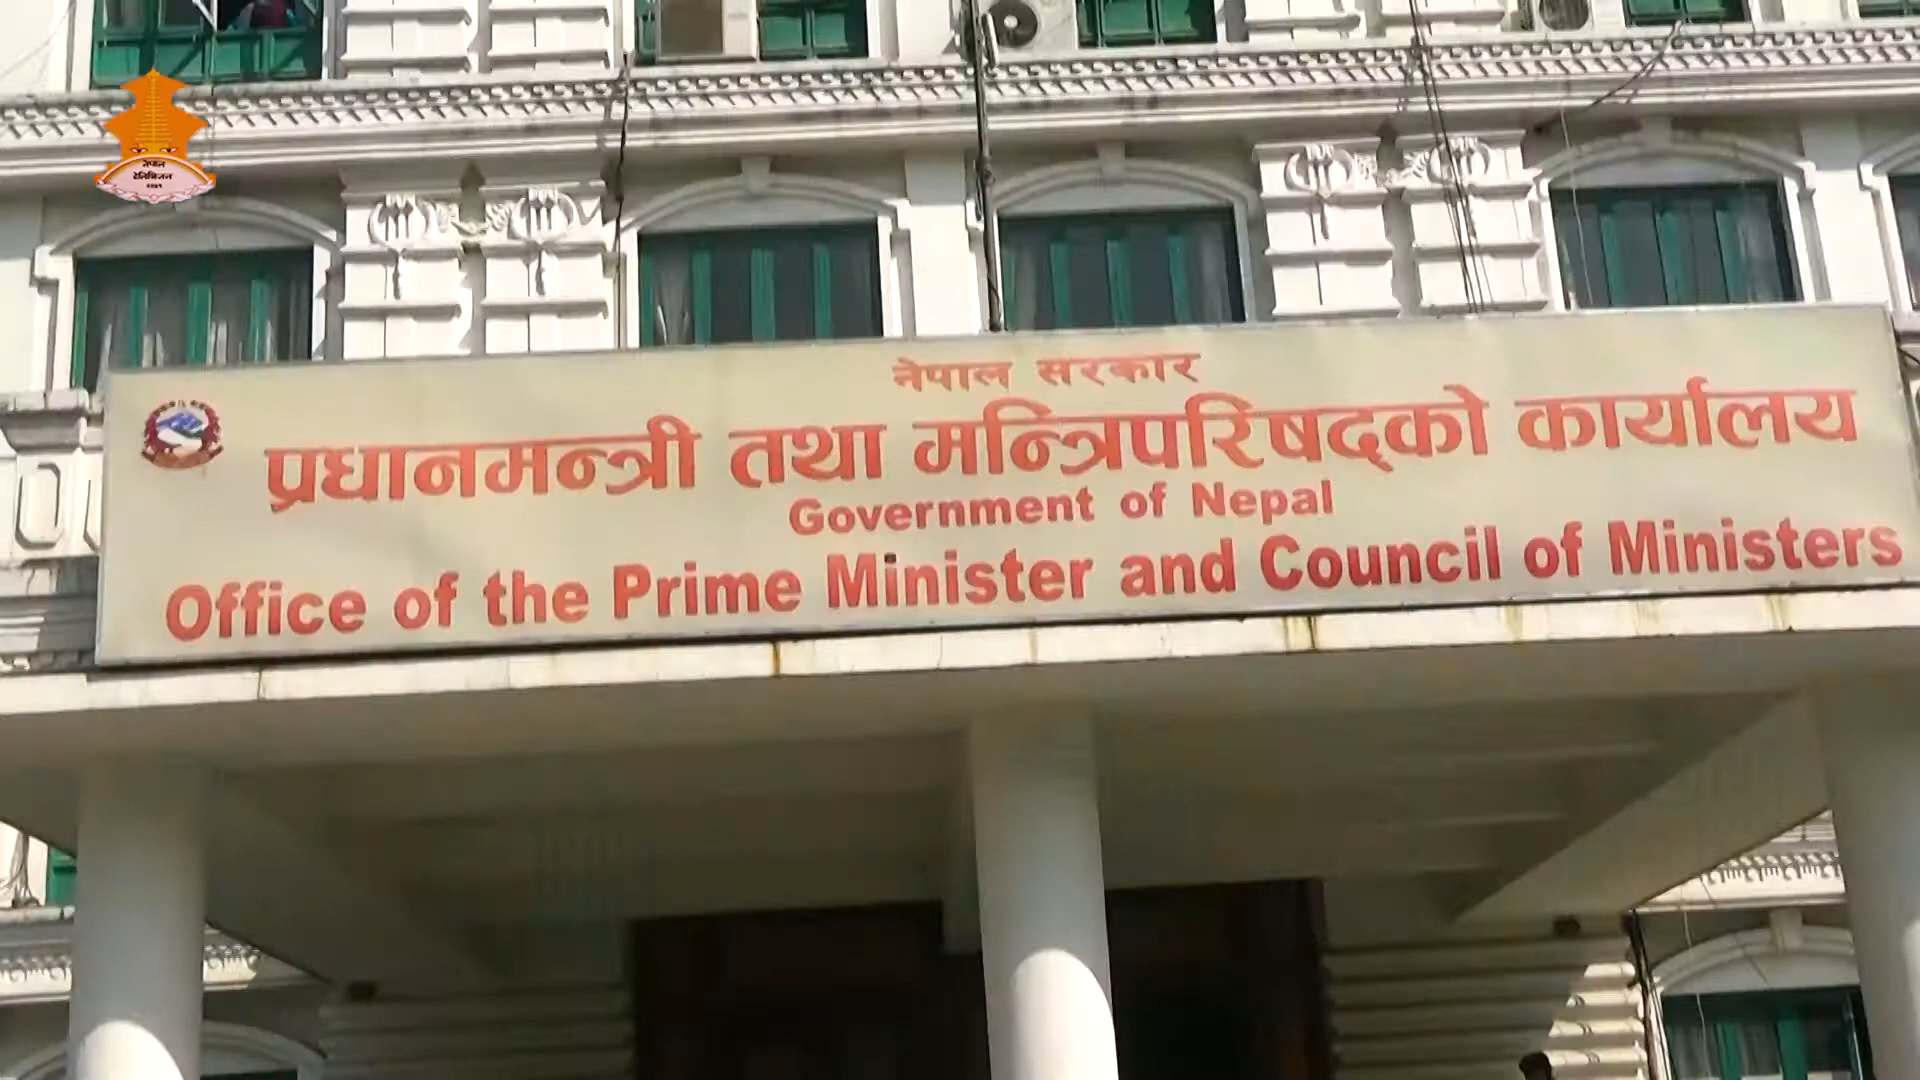 नेपाल
टेलिभिजन
नेपाल सरकार
प्रधानमन्त्री तथा मन्त्रिपरिषद्को कार्यालय
Government of Nepal
Office of the Prime Minister and Council of Ministers